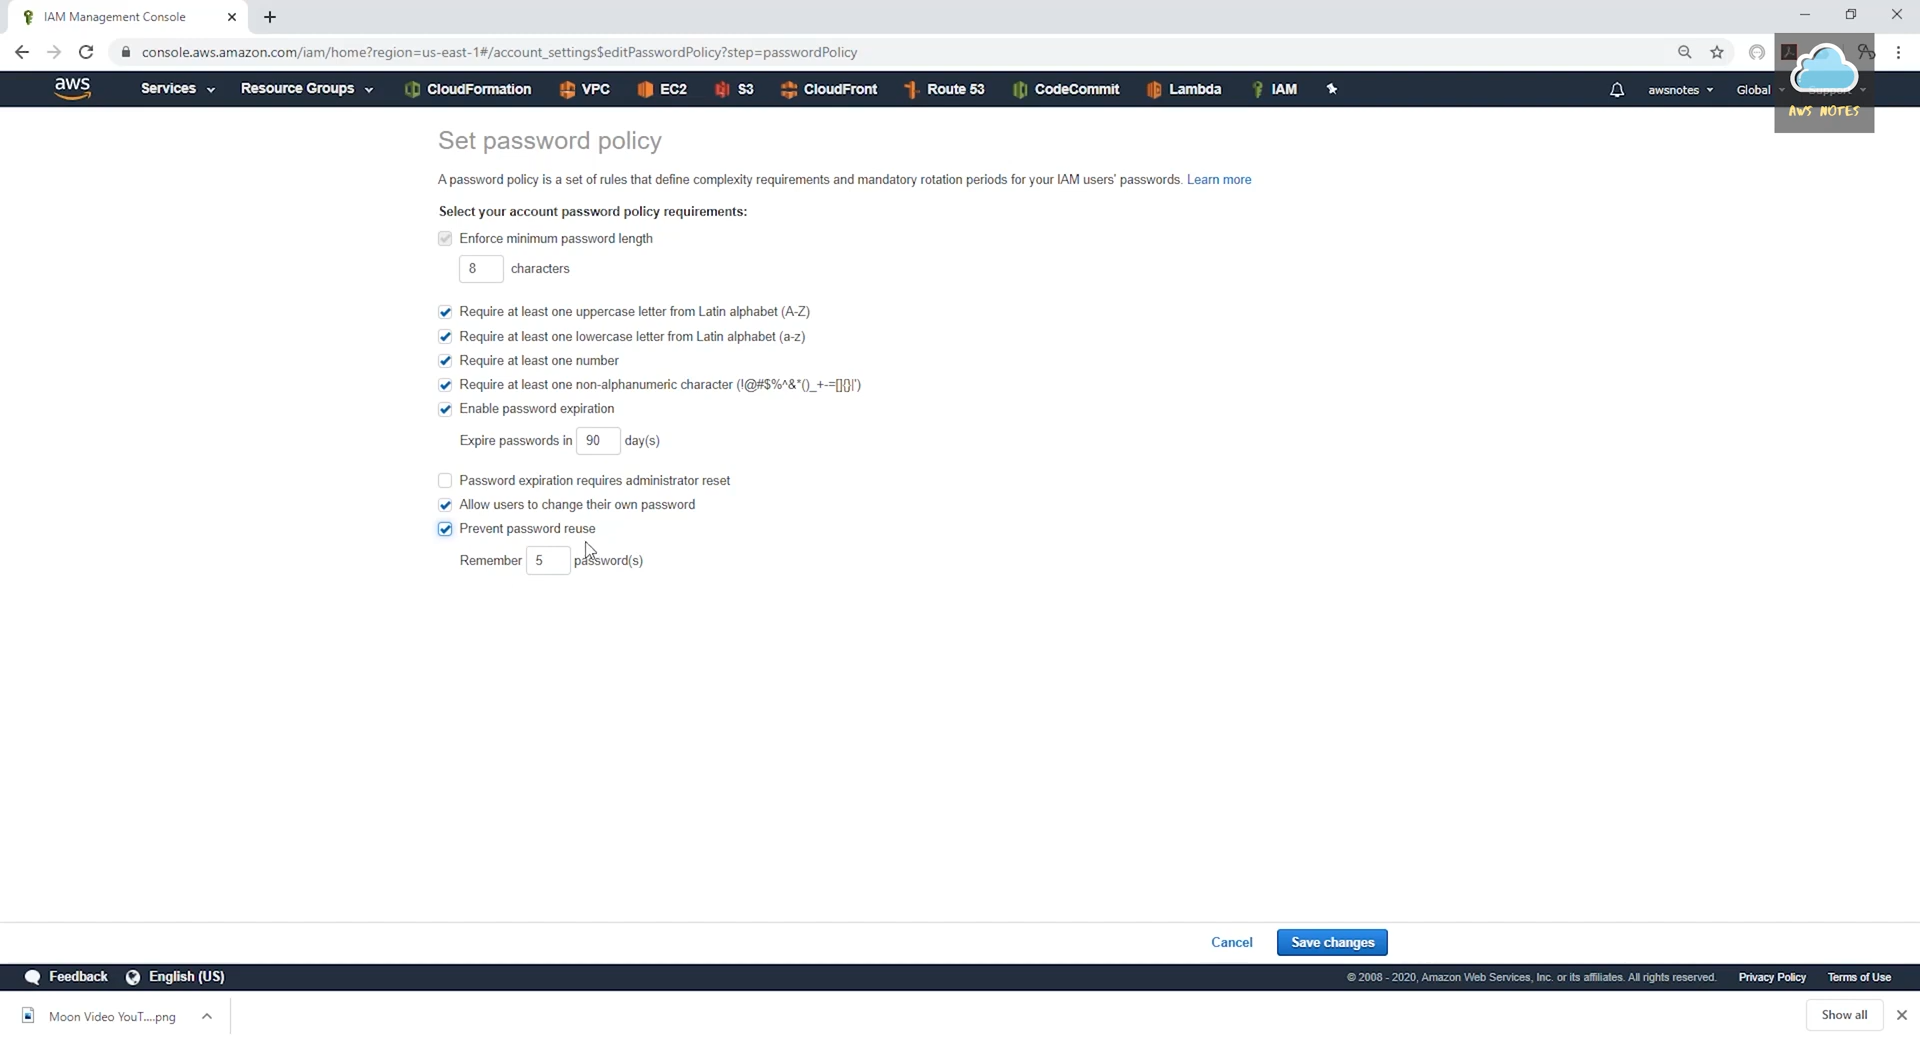 IAM Management Console
console.aws.amazon.com/iam/home?region=us-east-1#/account_settings$editPasswordPolicy?step=passwordPolicy
aws Services Resource Groups CloudFormation VPC EC2 S3 CloudFront Route 53 CodeCommit Lambda IAM awsnotes Global Support
AWS NOTES
Set password policy
A password policy is a set of rules that define complexity requirements and mandatory rotation periods for your IAM users' passwords. Learn more
Select your account password policy requirements:
Enforce minimum password length
8 characters
Require at least one uppercase letter from Latin alphabet (A-Z)
Require at least one lowercase letter from Latin alphabet (a-z)
Require at least one number
Require at least one non-alphanumeric character (!@#$%^&*()_+-=[]{}|')
Enable password expiration
Expire passwords in 90 day(s)
Password expiration requires administrator reset
Allow users to change their own password
Prevent password reuse
Remember 5 password(s)
Cancel Save changes
Feedback English (US) © 2008 - 2020, Amazon Web Services, Inc. or its affiliates. All rights reserved. Privacy Policy Terms of Use
Moon Video YouT....png Show all